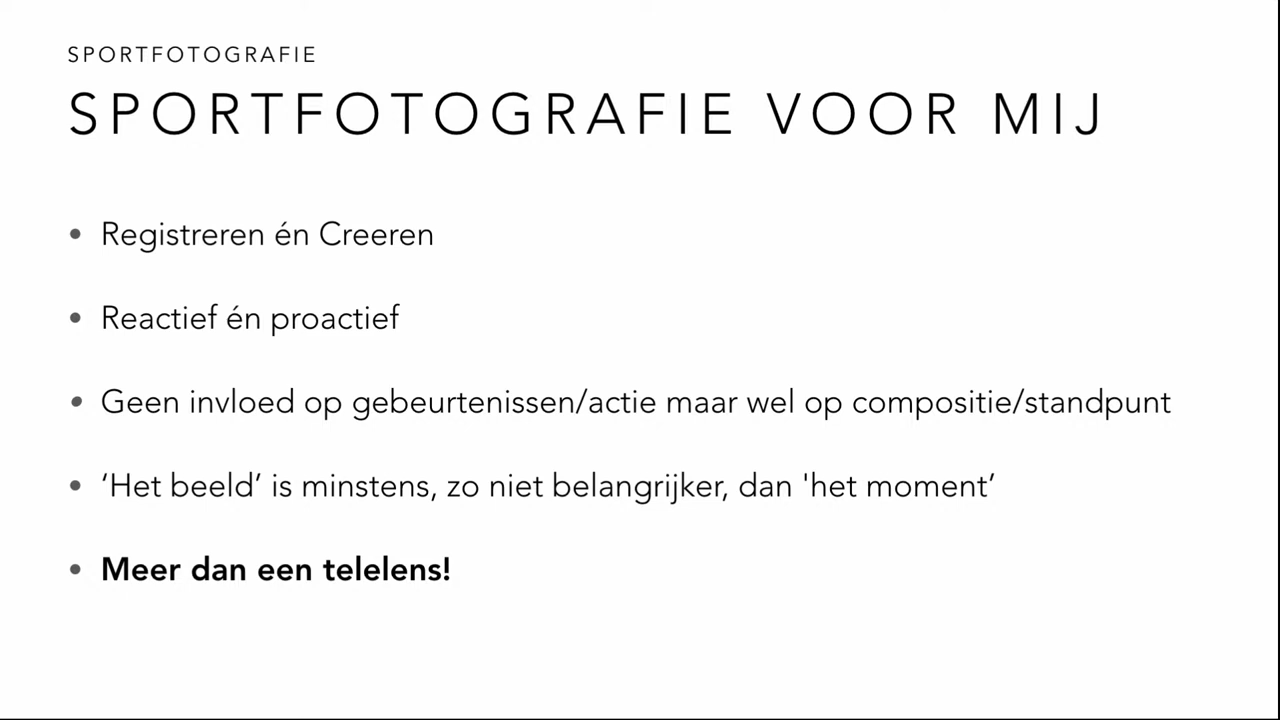 SPORTFOTOGRAFIE
SPORTFOTOGRAFIE VOOR MIJ
• Registreren én Creeren
• Reactief én proactief
• Geen invloed op gebeurtenissen/actie maar wel op compositie/standpunt
• ‘Het beeld’ is minstens, zo niet belangrijker, dan 'het moment’
• Meer dan een telelens!